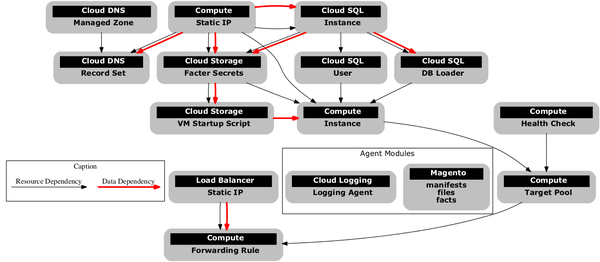 Cloud DNS
Managed Zone
Compute
Static IP
Cloud SQL
Instance
Cloud DNS
Record Set
Cloud Storage
Facter Secrets
Cloud SQL
User
Cloud SQL
DB Loader
Cloud Storage
VM Startup Script
Compute
Instance
Compute
Health Check
Caption
Resource Dependency
Data Dependency
Load Balancer
Static IP
Agent Modules
Cloud Logging
Logging Agent
Magento
manifests
files
facts
Compute
Target Pool
Compute
Forwarding Rule